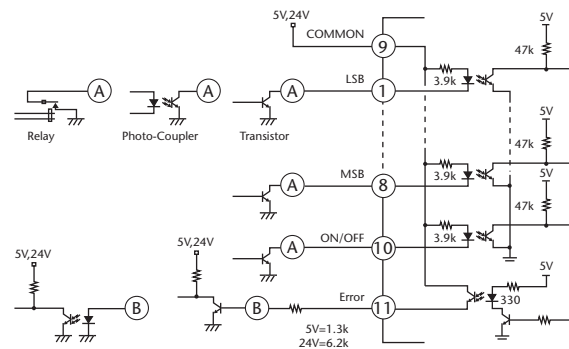 5V,24V
5V
COMMON
9
47k
A
A
A
LSB
1
3.9k
Relay
Photo-Coupler
Transistor
5V
47k
A
MSB
8
3.9k
5V
47k
5V,24V
5V,24V
A
ON/OFF
10
3.9k
5V
B
B
Error
11
330
5V=1.3k
24V=6.2k